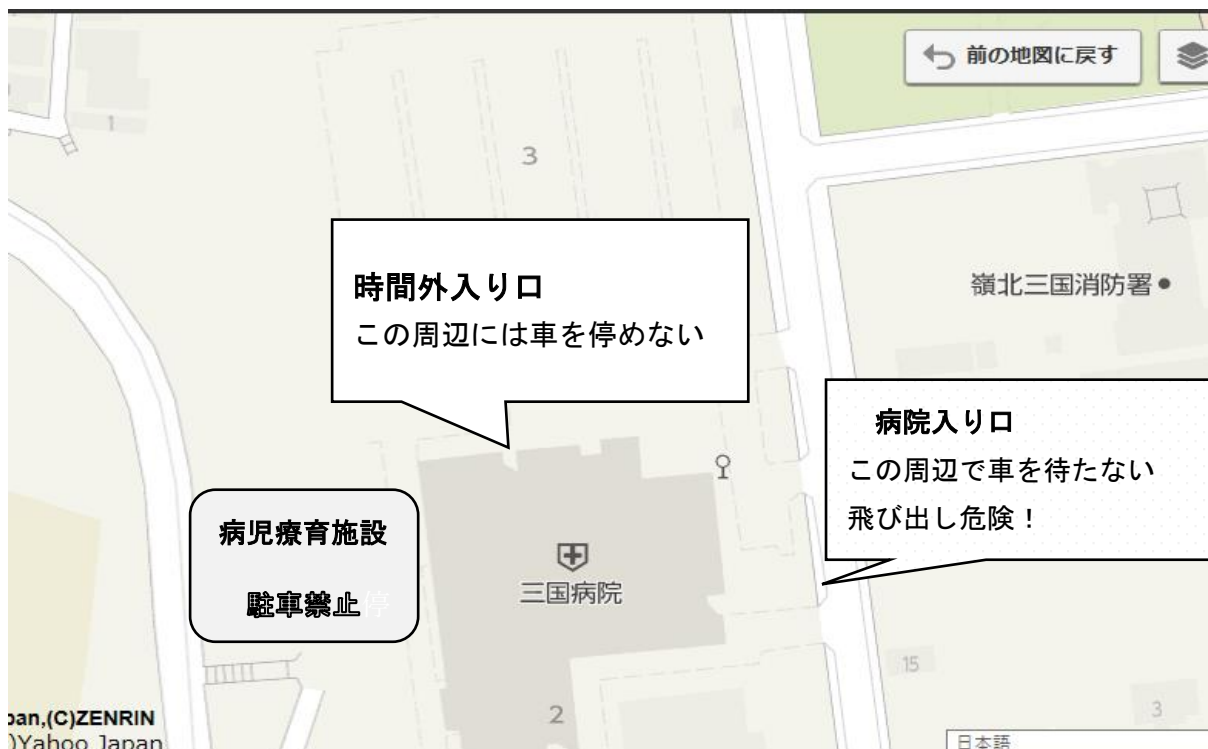 前の地図に戻す
1
3
時間外入り口
この周辺には車を停めない
嶺北三国消防署
病院入り口
この周辺で車を待たない
飛び出し危険！
病児療育施設
駐車禁止停
三国病院
15
2
3
pan,(C)ZENRIN
)Yahoo Japan
日本語